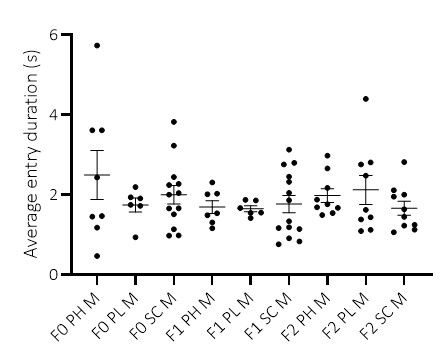 Average entry duration (s)
6
4
2
0
F0 PH M
F0 PL M
F0 SC M
F1 PH M
F1 PL M
F1 SC M
F2 PH M
F2 PL M
F2 SC M